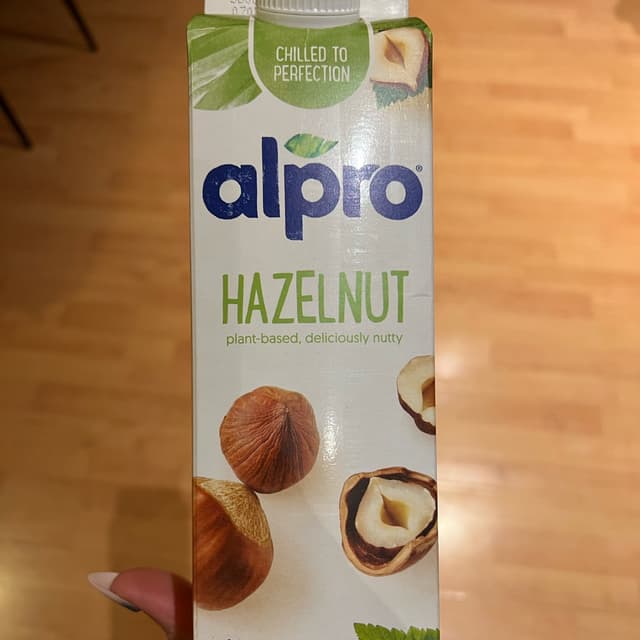 CHILLED TO
PERFECTION
alpro®
HAZELNUT
plant-based, deliciously nutty